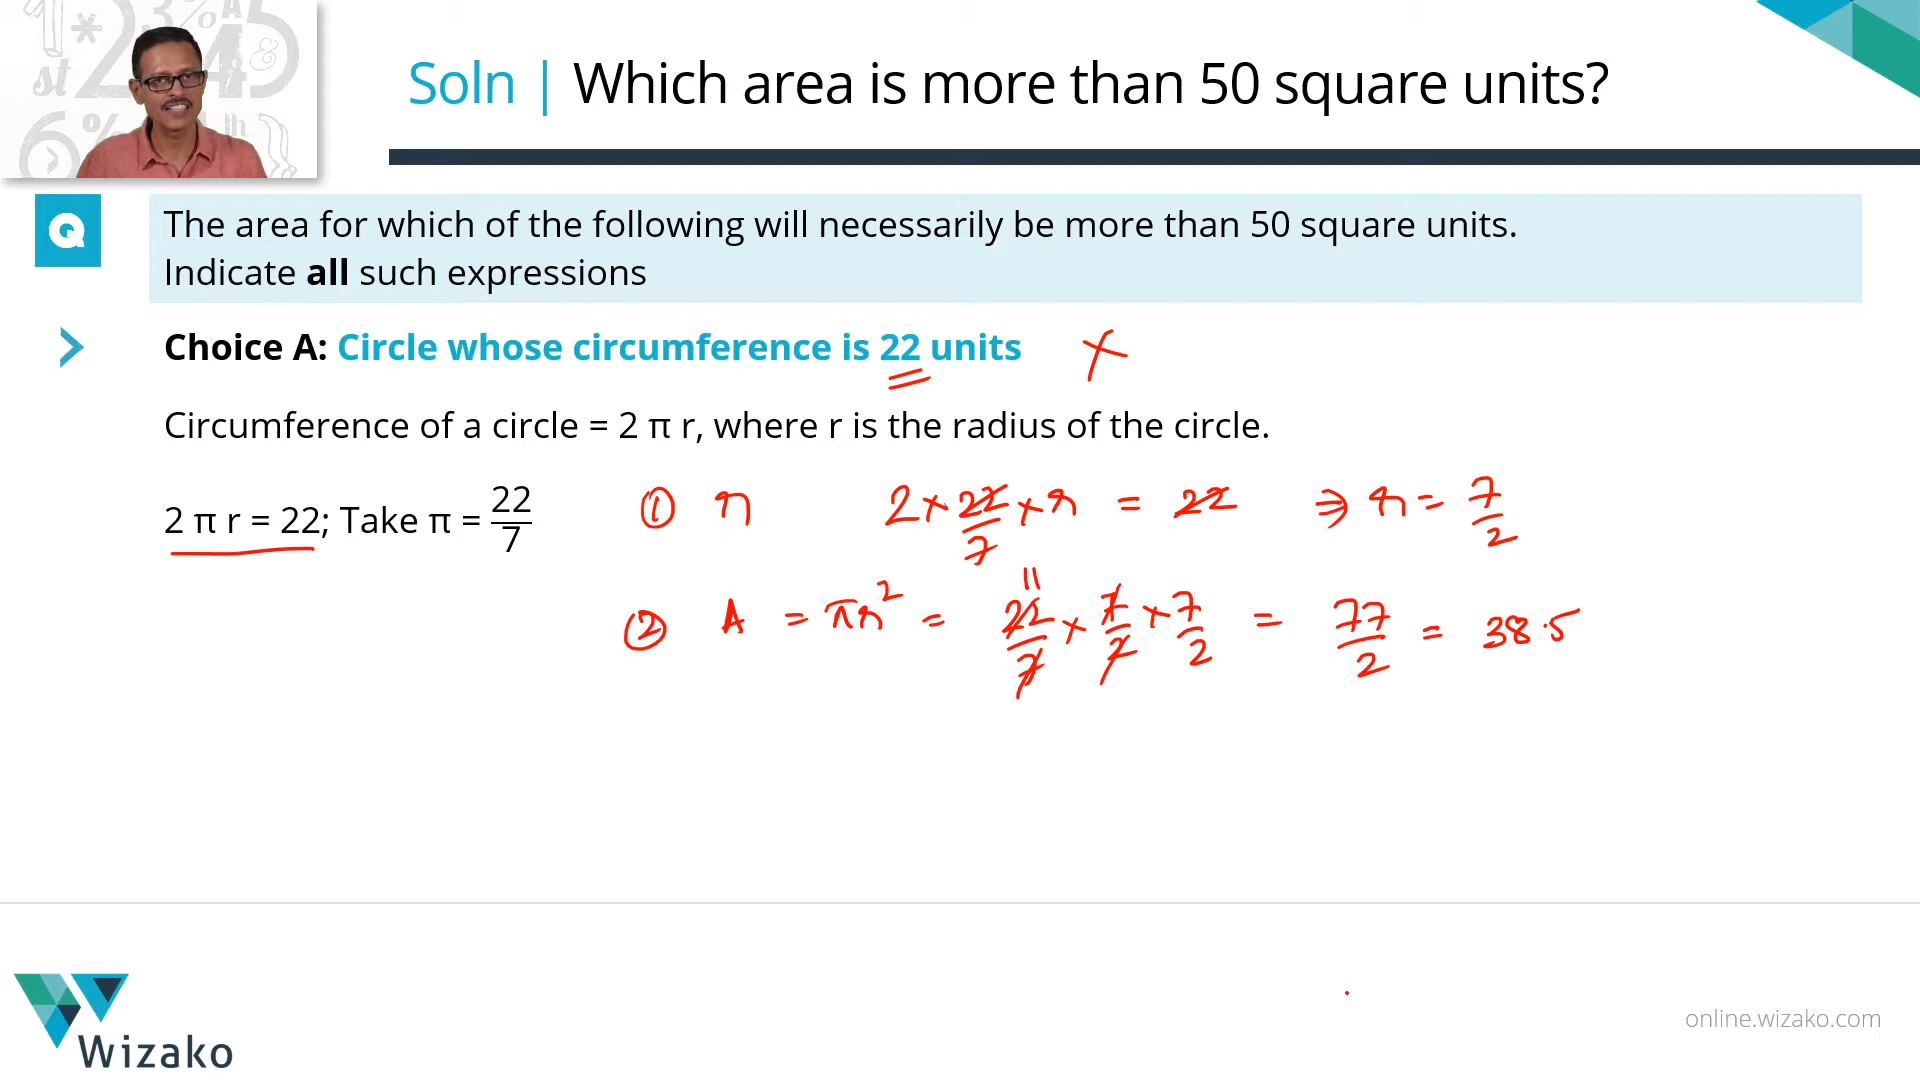 Soln | Which area is more than 50 square units?
Q
The area for which of the following will necessarily be more than 50 square units.
Indicate all such expressions
Choice A: Circle whose circumference is 22 units ×
Circumference of a circle = 2 π r, where r is the radius of the circle.
2 π r = 22; Take π = 22/7
① r 2 × 22/7 × r = 22 ⇒ r = 7/2
11
② A = πr² = 22/7 × 7/2 × 7/2 = 77/2 = 38.5
Wizako
online.wizako.com